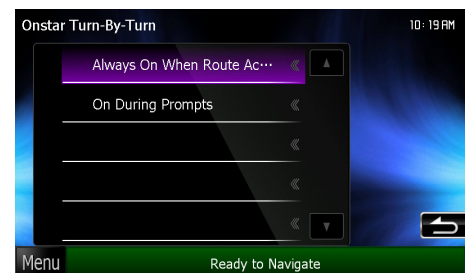 Onstar Turn-By-Turn
10:19 AM
Always On When Route Ac···
On During Prompts
Menu
Ready to Navigate